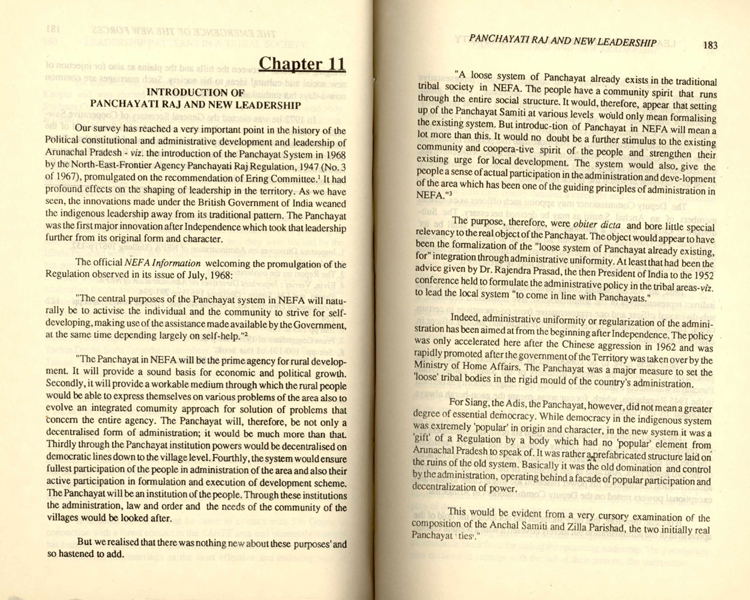 Chapter 11
INTRODUCTION OF
PANCHAYATI RAJ AND NEW LEADERSHIP
Our survey has reached a very important point in the history of the
Political constitutional and administrative development and leadership of
Arunachal Pradesh - viz. the introduction of the Panchayat System in 1968
by the North-East-Frontier Agency Panchayati Raj Regulation, 1947 (No. 3
of 1967), promulgated on the recommendation of Ering Committee.¹ It had
profound effects on the shaping of leadership in the territory. As we have
seen, the innovations made under the British Government of India weaned
the indigenous leadership away from its traditional pattern. The Panchayat
was the first major innovation after Independence which took that leadership
further from its original form and character.
The official NEFA Information welcoming the promulgation of the
Regulation observed in its issue of July, 1968:
"The central purposes of the Panchayat system in NEFA will natu-
rally be to activise the individual and the community to strive for self-
developing, making use of the assistance made available by the Government,
at the same time depending largely on self-help."²
"The Panchayat in NEFA will be the prime agency for rural develop-
ment. It will provide a sound basis for economic and political growth.
Secondly, it will provide a workable medium through which the rural people
would be able to express themselves on various problems of the area also to
evolve an integrated comumity approach for solution of problems that
concern the entire agency. The Panchayat will, therefore, be not only a
decentralised form of administration; it would be much more than that.
Thirdly through the Panchayat institution powers would be decentralised on
democratic lines down to the village level. Fourthly, the system would ensure
fullest participation of the people in administration of the area and also their
active participation in formulation and execution of development scheme.
The Panchayat will be an institution of the people. Through these institutions
the administration, law and order and the needs of the community of the
villages would be looked after.
But we realised that there was nothing new about these purposes' and
so hastened to add.
PANCHAYATI RAJ AND NEW LEADERSHIP 183
"A loose system of Panchayat already exists in the traditional
tribal society in NEFA. The people have a community spirit that runs
through the entire social structure. It would, therefore, appear that setting
up of the Panchayat Samiti at various levels would only mean formalising
the existing system. But introduc-tion of Panchayat in NEFA will mean a
lot more than this. It would no doubt be a further stimulus to the existing
community and coopera-tive spirit of the people and strengthen their
existing urge for local development. The system would also, give the
people a sense of actual participation in the administration and deve-lopment
of the area which has been one of the guiding principles of administration in
NEFA."³
The purpose, therefore, were obiter dicta and bore little special
relevancy to the real object of the Panchayat. The object would appear to have
been the formalization of the "loose system of Panchayat already existing,
for" integration through administrative uniformity. At least that had been the
advice given by Dr. Rajendra Prasad, the then President of India to the 1952
conference held to formulate the administrative policy in the tribal areas-viz.
to lead the local system "to come in line with Panchayats."
Indeed, administrative uniformity or regularization of the admini-
stration has been aimed at from the beginning after Independence. The policy
was only accelerated here after the Chinese aggression in 1962 and was
rapidly promoted after the government of the Territory was taken over by the
Ministry of Home Affairs. The Panchayat was a major measure to set the
'loose' tribal bodies in the rigid mould of the country's administration.
For Siang, the Adis, the Panchayat, however, did not mean a greater
degree of essential democracy. While democracy in the indigenous system
was extremely 'popular' in origin and character, in the new system it was a
'gift' of a Regulation by a body which had no 'popular' element from
Arunachal Pradesh to speak of. It was rather a prefabricated structure laid on
the ruins of the old system. Basically it was the old domination and control
by the administration, operating behind a facade of popular participation and
decentralization of power.
This would be evident from a very cursory examination of the
composition of the Anchal Samiti and Zilla Parishad, the two initially real
Panchayat